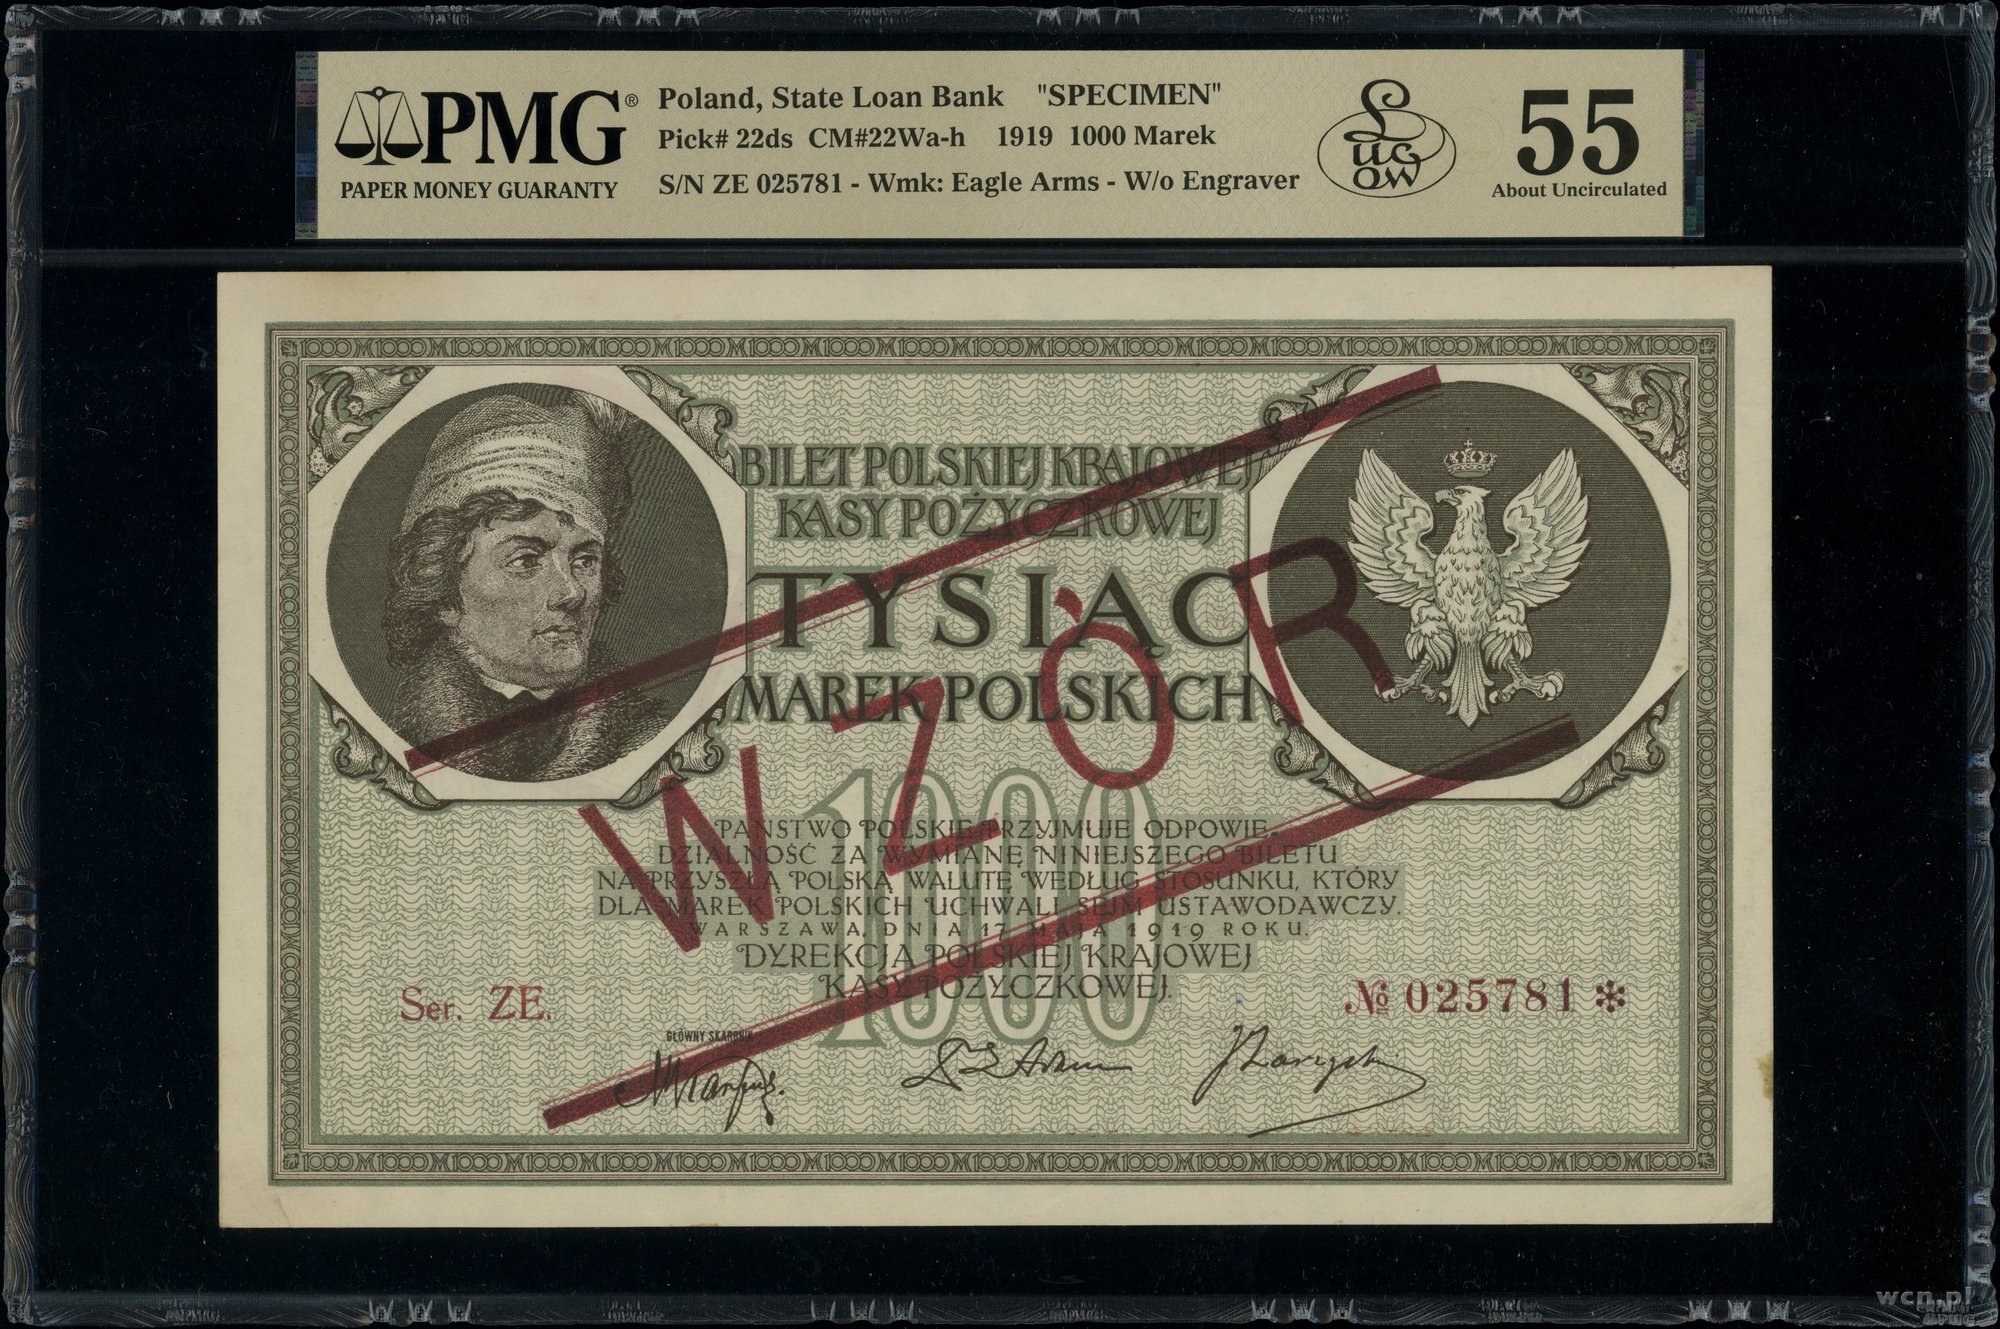 PMG®
PAPER MONEY GUARANTY
Poland, State Loan Bank "SPECIMEN"
Pick# 22ds CM#22Wa-h 1919 1000 Marek
S/N ZE 025781 - Wmk: Eagle Arms - W/o Engraver
Lucow
55
About Uncirculated
BILET POLSKIEJ KRAJOWEJ
KASY POŻYCZKOWEJ
TYSIĄC
MAREK POLSKICH
WZÓR
1000
PAŃSTWO POLSKIE PRZYJMUJE ODPOWIE-
DZIALNOŚĆ ZA WYMIANĘ NINIEJSZEGO BILETU
NA PRZYSZŁĄ POLSKĄ WALUTĘ WEDŁUG STOSUNKU, KTÓRY
DLA MAREK POLSKICH UCHWALI SEJM USTAWODAWCZY.
WARSZAWA, DNIA 17 MAJA 1919 ROKU.
DYREKCJA POLSKIEJ KRAJOWEJ
KASY POŻYCZKOWEJ.
Ser. ZE.
№ 025781 *
GŁÓWNY SKARBNIK
wcn.pl